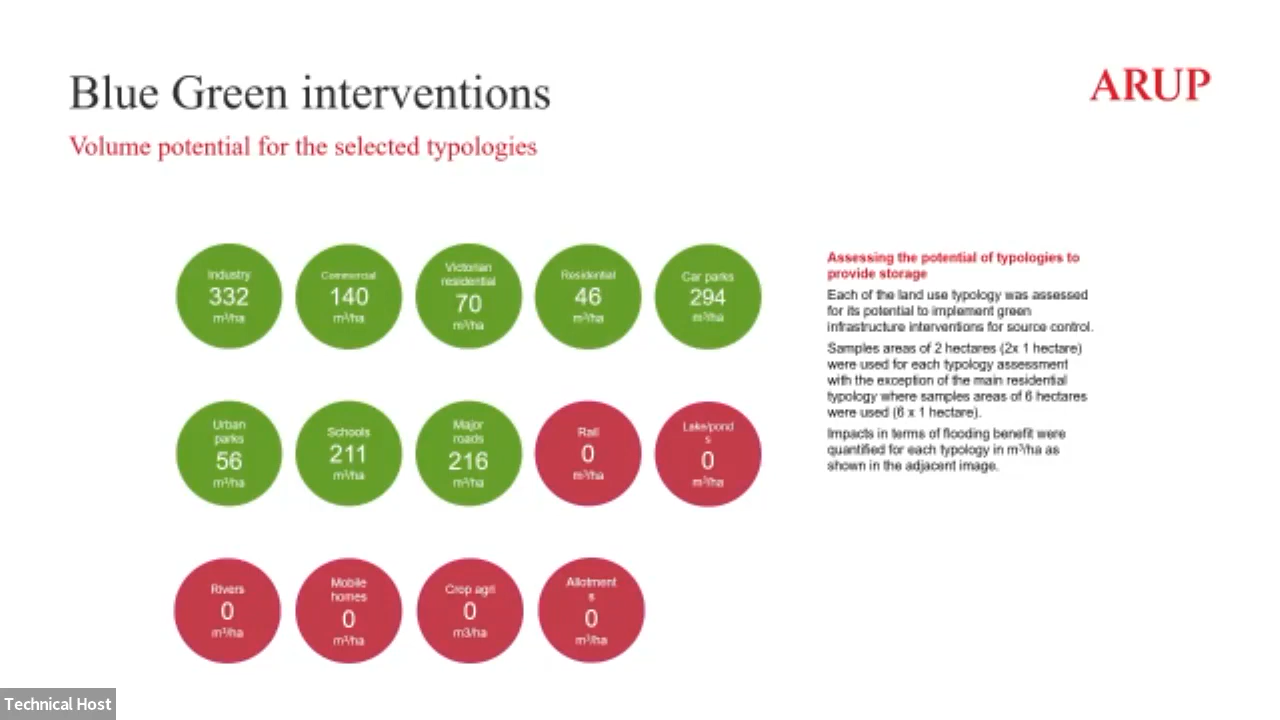 Blue Green interventions
ARUP
Volume potential for the selected typologies
Industry
332
m³/ha
Commercial
140
m³/ha
Victorian
residential
70
m³/ha
Residential
46
m³/ha
Car parks
294
m³/ha
Urban
parks
56
m³/ha
Schools
211
m³/ha
Major
roads
216
m³/ha
Rail
0
m³/ha
Lake/pond
s
0
m³/ha
Rivers
0
m³/ha
Mobile
homes
0
m³/ha
Crop agri
0
m3/ha
Allotment
s
0
m³/ha
Assessing the potential of typologies to
provide storage
Each of the land use typology was assessed
for its potential to implement green
infrastructure interventions for source control.
Samples areas of 2 hectares (2x 1 hectare)
were used for each typology assessment
with the exception of the main residential
typology where samples areas of 6 hectares
were used (6 x 1 hectare).
Impacts in terms of flooding benefit were
quantified for each typology in m³/ha as
shown in the adjacent image.
Technical Host